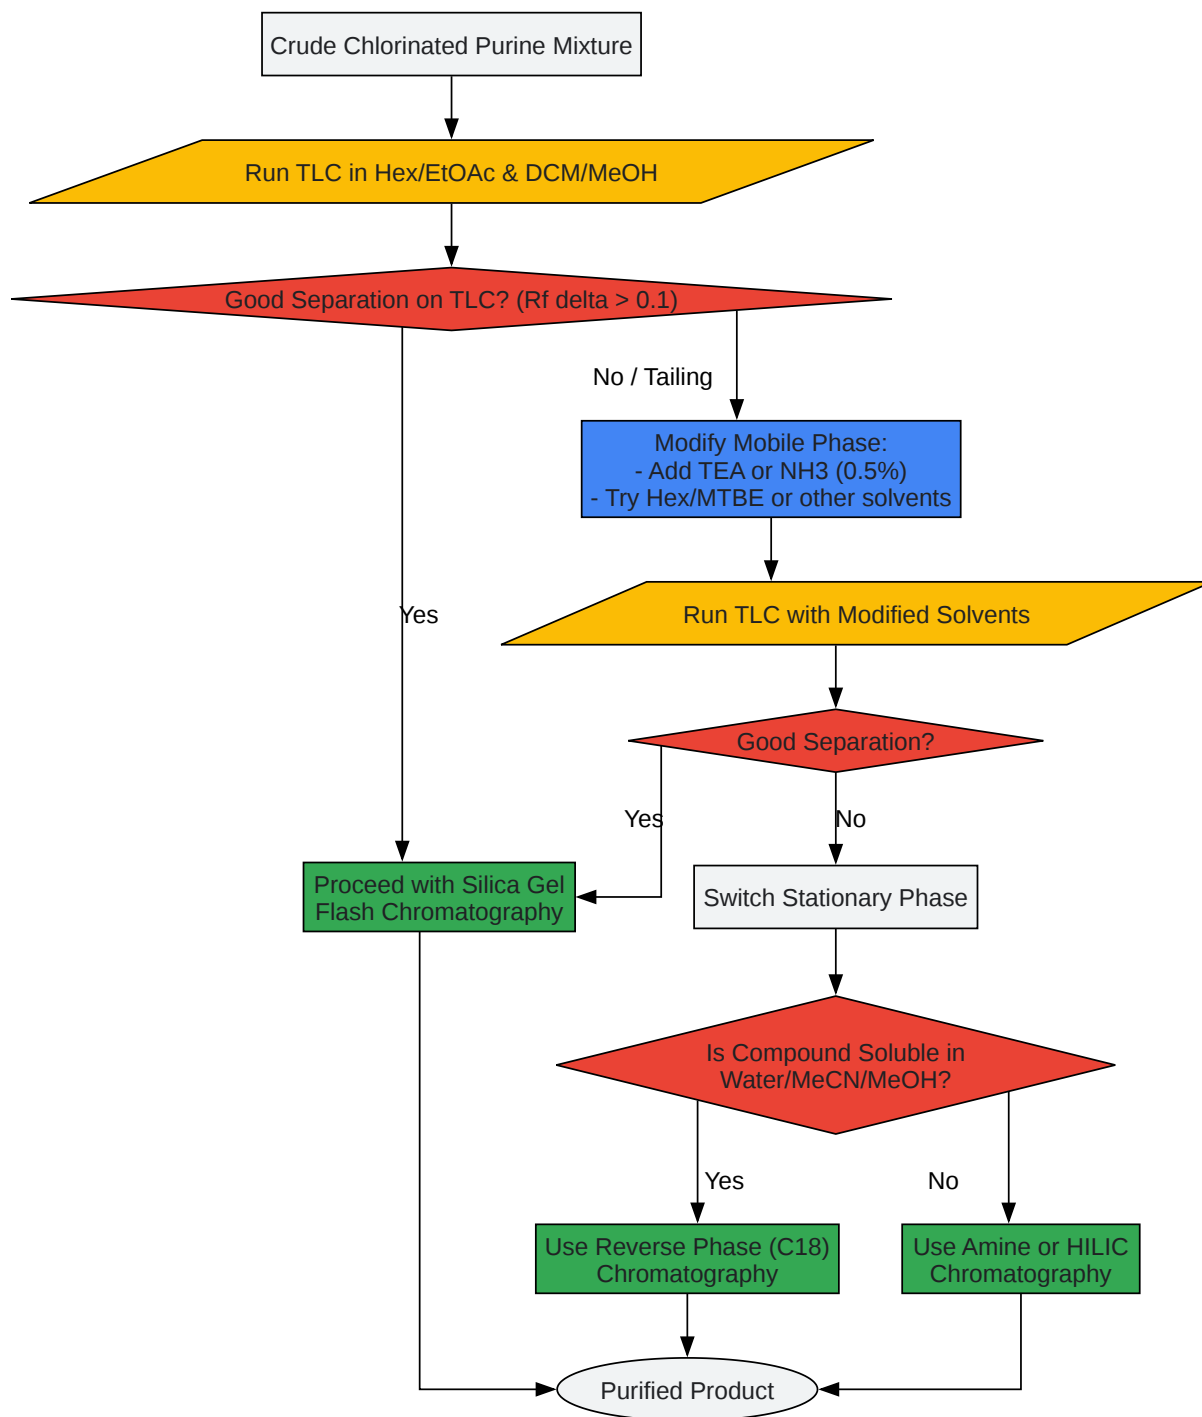 Crude Chlorinated Purine Mixture
Run TLC in Hex/EtOAc & DCM/MeOH
Good Separation on TLC? (Rf delta > 0.1)
No / Tailing
Modify Mobile Phase:
- Add TEA or NH3 (0.5%)
- Try Hex/MTBE or other solvents
Yes
Run TLC with Modified Solvents
Good Separation?
Yes
No
Proceed with Silica Gel
Flash Chromatography
Switch Stationary Phase
Is Compound Soluble in
Water/MeCN/MeOH?
Yes
No
Use Reverse Phase (C18)
Chromatography
Use Amine or HILIC
Chromatography
Purified Product